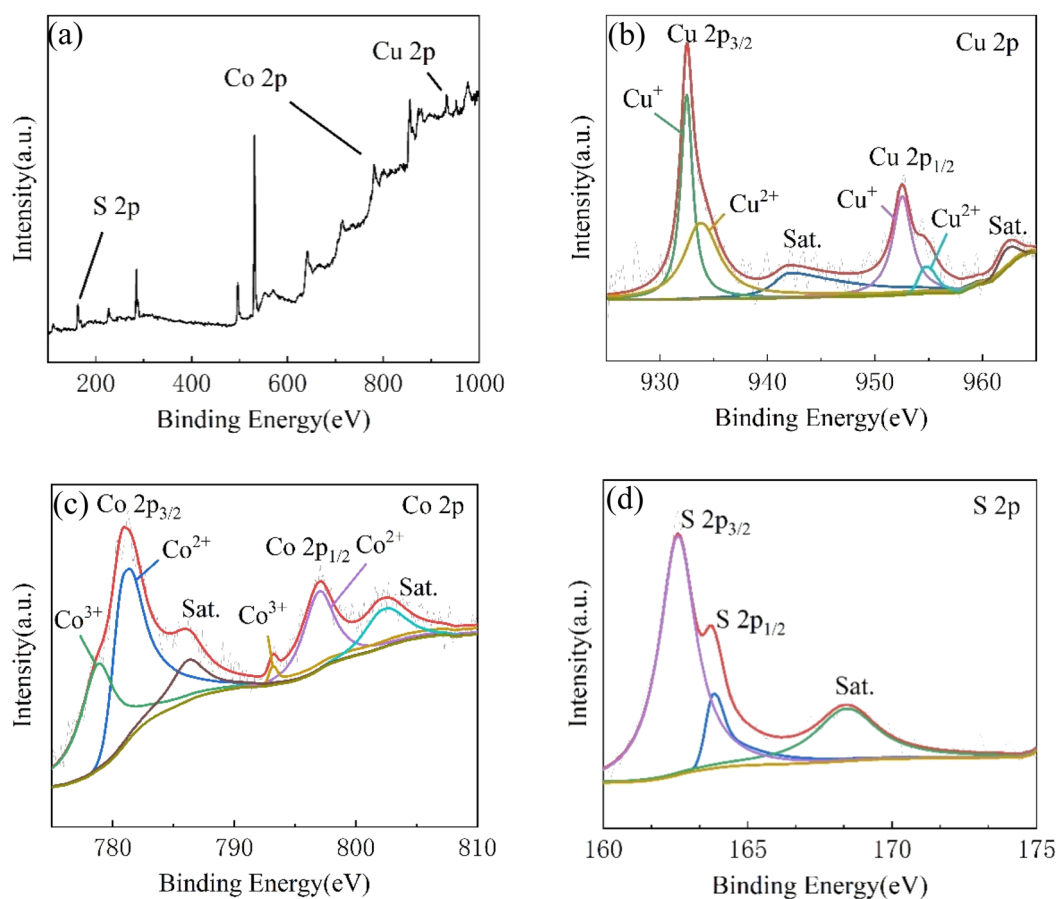 (a)
Cu 2p
Co 2p
S 2p
Intensity(a.u.)
200 400 600 800 1000
Binding Energy(eV)
(b)
Cu 2p3/2
Cu 2p
Cu+
Cu2+
Sat.
Cu 2p1/2
Cu+
Cu2+
Sat.
Intensity(a.u.)
930 940 950 960
Binding Energy(eV)
(c)
Co 2p3/2
Co 2p
Co2+
Co3+
Sat.
Co 2p1/2
Co2+
Co3+
Sat.
Intensity(a.u.)
780 790 800 810
Binding Energy(eV)
(d)
S 2p3/2
S 2p
S 2p1/2
Sat.
Intensity(a.u.)
160 165 170 175
Binding Energy(eV)